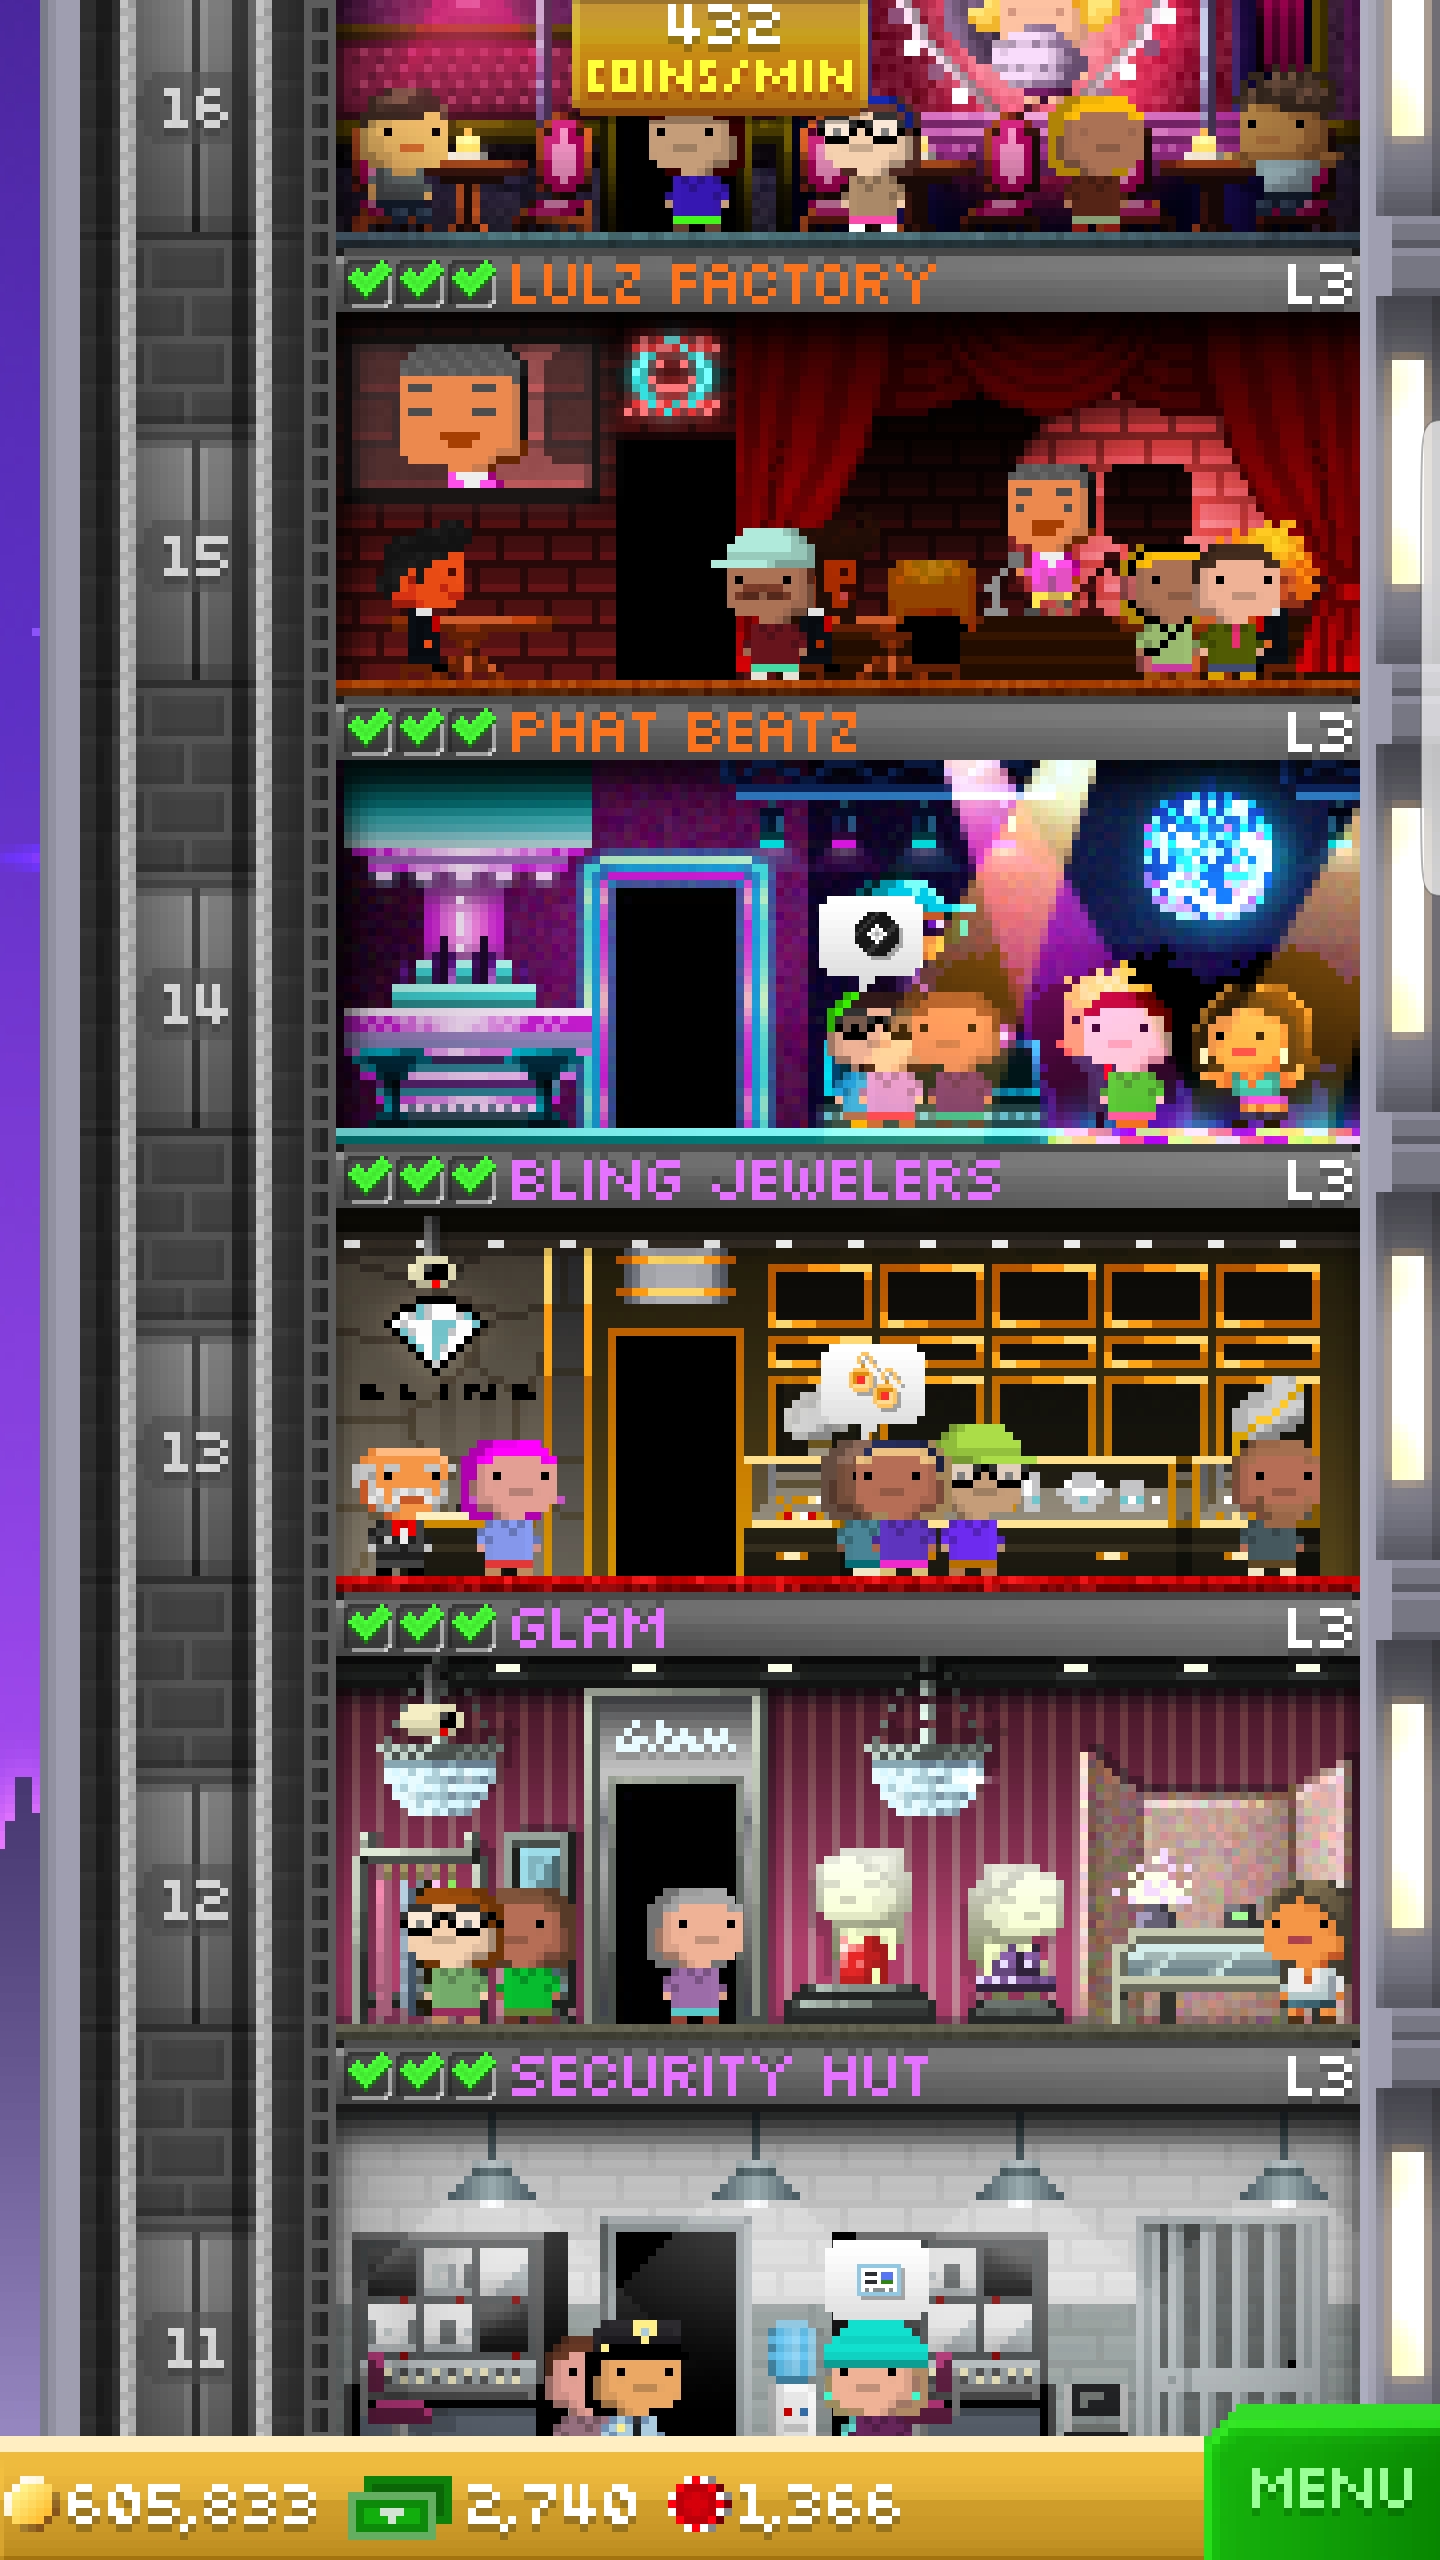 432
COINS/MIN
16
LULZ FACTORY L3
15
PHAT BEATZ L3
14
BLING JEWELERS L3
BLING
13
GLAM L3
Glam
12
SECURITY HUT L3
11
605,833 2,740 1,366
MENU